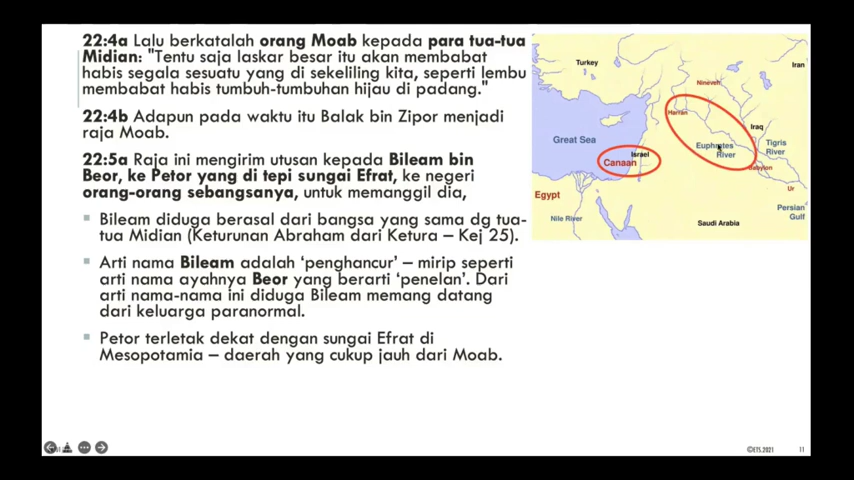 22:4a Lalu berkatalah orang Moab kepada para tua-tua
Midian: "Tentu saja laskar besar itu akan membabat
habis segala sesuatu yang di sekeliling kita, seperti lembu
membabat habis tumbuh-tumbuhan hijau di padang."
22:4b Adapun pada waktu itu Balak bin Zipor menjadi
raja Moab.
22:5a Raja ini mengirim utusan kepada Bileam bin
Beor, ke Petor yang di tepi sungai Efrat, ke negeri
orang-orang sebangsanya, untuk memanggil dia,
Bileam diduga berasal dari bangsa yang sama dg tua-
tua Midian (Keturunan Abraham dari Ketura – Kej 25).
Arti nama Bileam adalah 'penghancur' – mirip seperti
arti nama ayahnya Beor yang berarti 'penelan'. Dari
arti nama-nama ini diduga Bileam memang datang
dari keluarga paranormal.
Petor terletak dekat dengan sungai Efrat di
Mesopotamia – daerah yang cukup jauh dari Moab.
Turkey
Iran
Nineveh
Harran
Great Sea
Iraq
Euphrates
River
Tigris
River
Israel
Canaan
Babylon
Ur
Egypt
Persian
Gulf
Nile River
Saudi Arabia
©ETS.2021
11